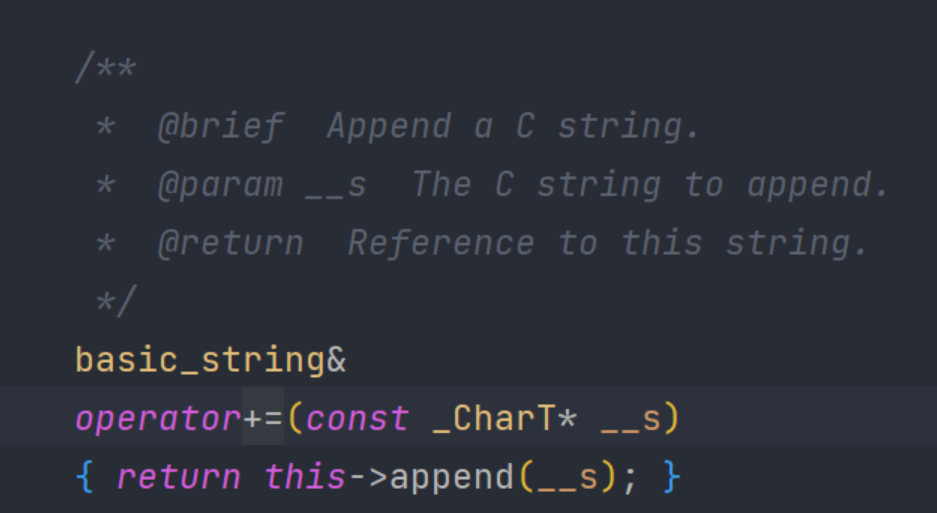 /**
 *  @brief  Append a C string.
 *  @param __s  The C string to append.
 *  @return  Reference to this string.
 */
basic_string&
operator+=(const _CharT* __s)
{ return this->append(__s); }